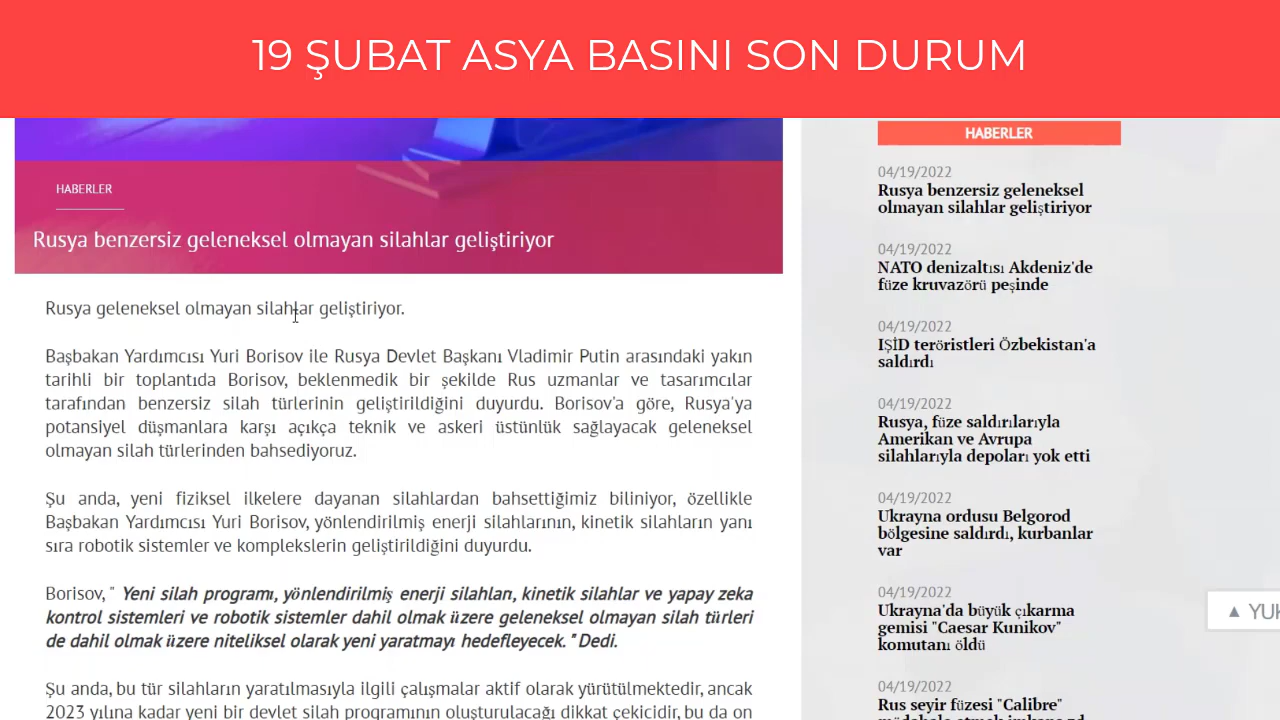 19 ŞUBAT ASYA BASINI SON DURUM
HABERLER
Rusya benzersiz geleneksel olmayan silahlar geliştiriyor
Rusya geleneksel olmayan silahlar geliştiriyor.
Başbakan Yardımcısı Yuri Borisov ile Rusya Devlet Başkanı Vladimir Putin arasındaki yakın
tarihli bir toplantıda Borisov, beklenmedik bir şekilde Rus uzmanlar ve tasarımcılar
tarafından benzersiz silah türlerinin geliştirildiğini duyurdu. Borisov'a göre, Rusya'ya
potansiyel düşmanlara karşı açıkça teknik ve askeri üstünlük sağlayacak geleneksel
olmayan silah türlerinden bahsediyoruz.
Şu anda, yeni fiziksel ilkelere dayanan silahlardan bahsettiğimiz biliniyor, özellikle
Başbakan Yardımcısı Yuri Borisov, yönlendirilmiş enerji silahlarının, kinetik silahların yanı
sıra robotik sistemler ve komplekslerin geliştirildiğini duyurdu.
Borisov, " Yeni silah programı, yönlendirilmiş enerji silahları, kinetik silahlar ve yapay zeka
kontrol sistemleri ve robotik sistemler dahil olmak üzere geleneksel olmayan silah türleri
de dahil olmak üzere niteliksel olarak yeni yaratmayı hedefleyecek. " Dedi.
Şu anda, bu tür silahların yaratılmasıyla ilgili çalışmalar aktif olarak yürütülmektedir, ancak
2023 yılına kadar yeni bir devlet silah programının oluşturulacağı dikkat çekicidir, bu da on
HABERLER
04/19/2022
Rusya benzersiz geleneksel
olmayan silahlar geliştiriyor
04/19/2022
NATO denizaltısı Akdeniz'de
füze kruvazörü peşinde
04/19/2022
IŞİD teröristleri Özbekistan'a
saldırdı
04/19/2022
Rusya, füze saldırılarıyla
Amerikan ve Avrupa
silahlarıyla depoları yok etti
04/19/2022
Ukrayna ordusu Belgorod
bölgesine saldırdı, kurbanlar
var
04/19/2022
Ukrayna'da büyük çıkarma
gemisi "Caesar Kunikov"
komutanı öldü
04/19/2022
Rus seyir füzesi "Calibre"
▲ YUK